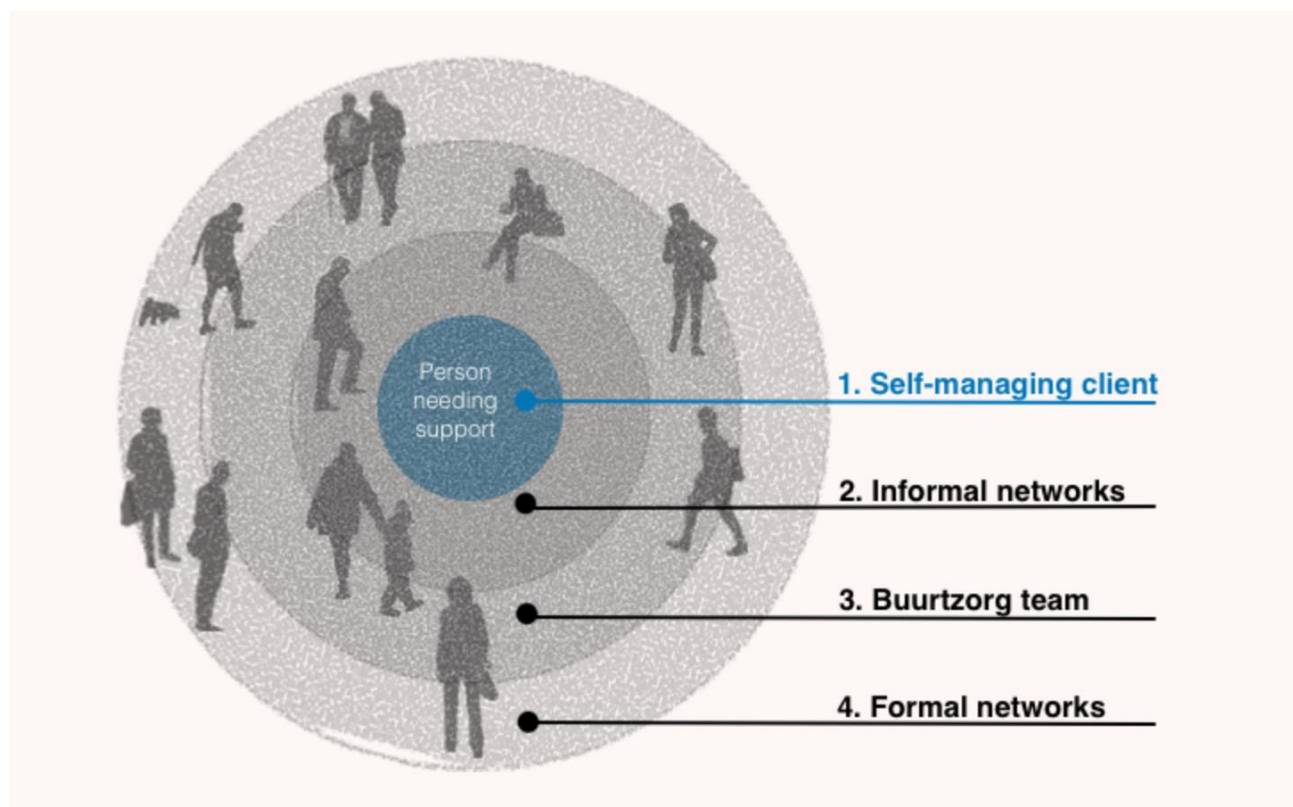 Person
needing
support
1. Self-managing client
2. Informal networks
3. Buurtzorg team
4. Formal networks